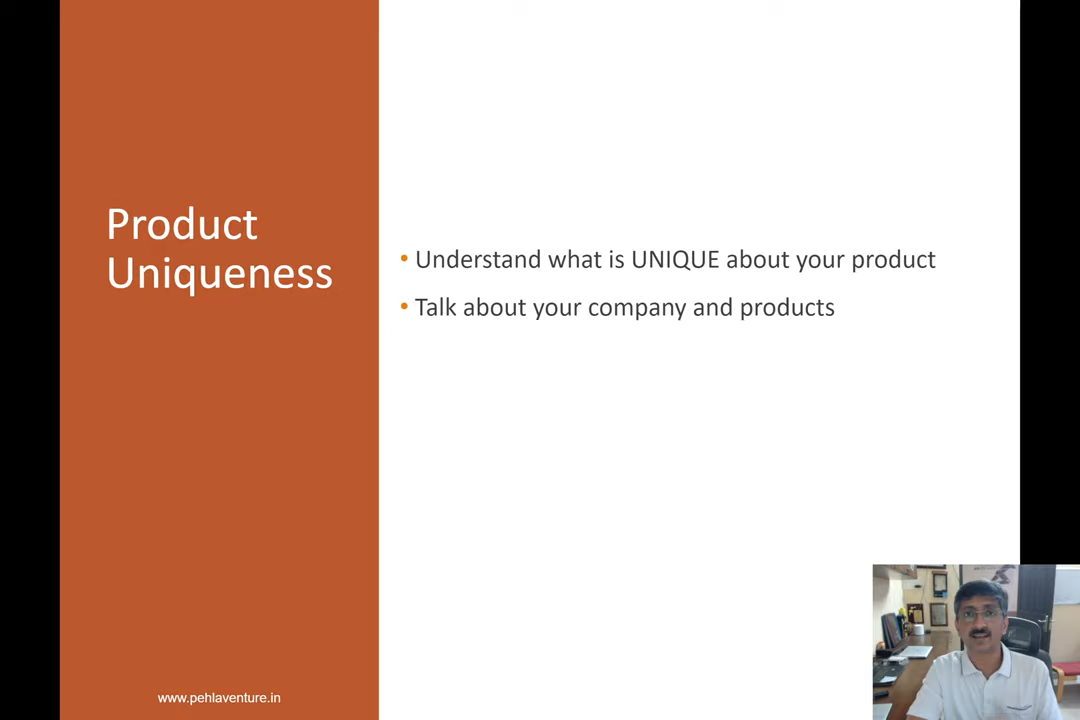 Product
Uniqueness
• Understand what is UNIQUE about your product
• Talk about your company and products
www.pehlaventure.in